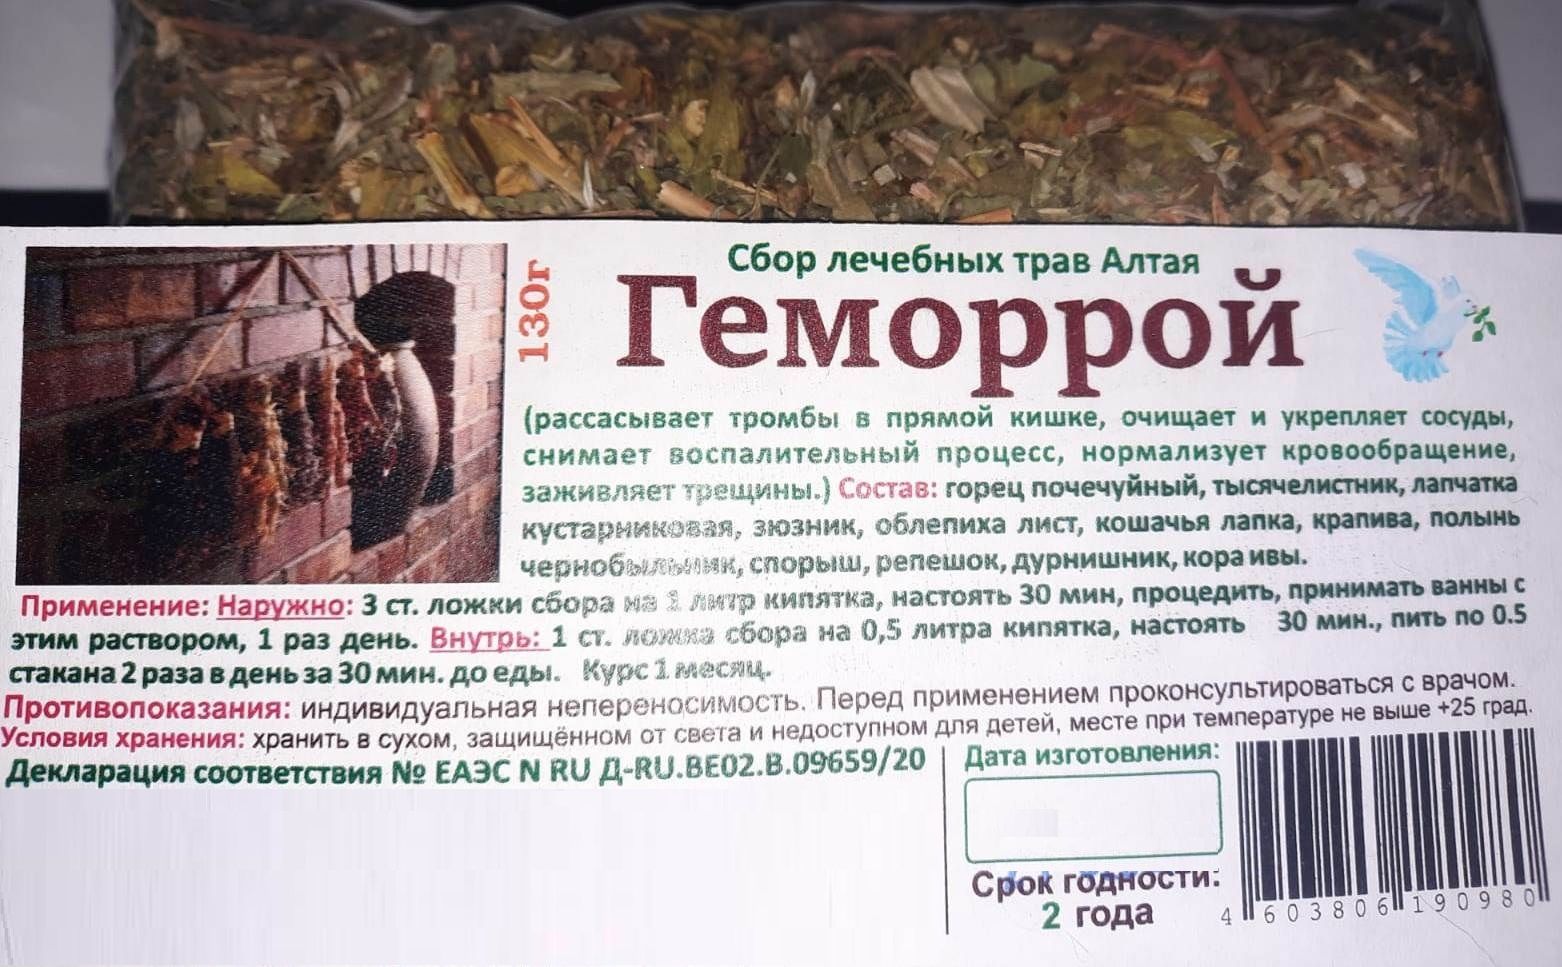 130г
Сбор лечебных трав Алтая
Геморрой
(рассасывает тромбы в прямой кишке, очищает и укрепляет сосуды,
снимает воспалительный процесс, нормализует кровообращение,
заживляет трещины.) Состав: горец почечуйный, тысячелистник, лапчатка
кустарниковая, зюзник, облепиха лист, кошачья лапка, крапива, полынь
чернобыльник, спорыш, репешок, дурнишник, кора ивы.
Применение: Наружно: 3 ст. ложки сбора на 1 литр кипятка, настоять 30 мин, процедить, принимать ванны с
этим раствором, 1 раз день. Внутрь: 1 ст. ложка сбора на 0,5 литра кипятка, настоять 30 мин., пить по 0.5
стакана 2 раза в день за 30 мин. до еды. Курс 1 месяц.
Противопоказания: индивидуальная непереносимость. Перед применением проконсультироваться с врачом.
Условия хранения: хранить в сухом, защищённом от света и недоступном для детей, месте при температуре не выше +25 град.
Декларация соответствия № ЕАЭС N RU Д-RU.ВЕ02.В.09659/20
Дата изготовления:
Срок годности:
2 года
4 603806 190980